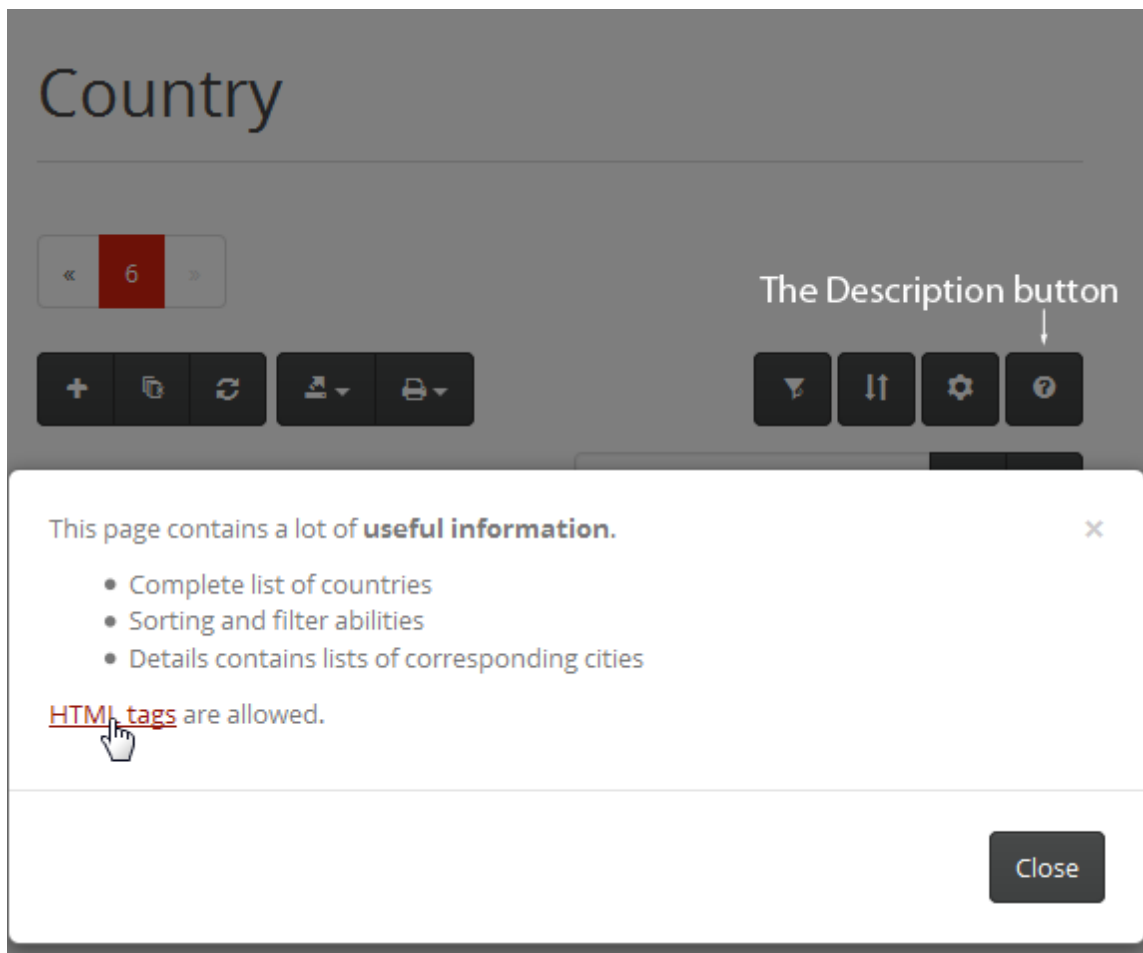 Country
« 6 »
The Description button
This page contains a lot of useful information. ×
• Complete list of countries
• Sorting and filter abilities
• Details contains lists of corresponding cities
HTML tags are allowed.
Close